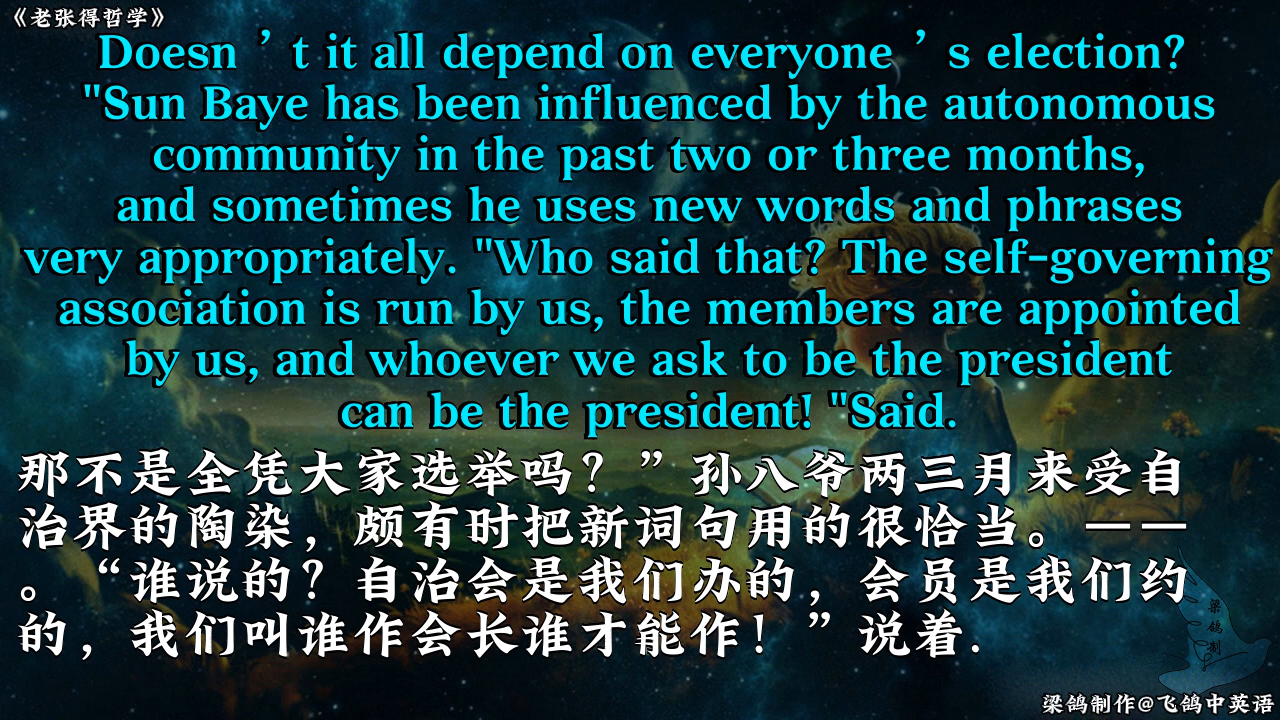 《老张得哲学》
Doesn ’ t it all depend on everyone ’ s election?
"Sun Baye has been influenced by the autonomous
community in the past two or three months,
and sometimes he uses new words and phrases
very appropriately. "Who said that? The self-governing
association is run by us, the members are appointed
by us, and whoever we ask to be the president
can be the president! "Said.
那不是全凭大家选举吗？”孙八爷两三月来受自
治界的陶染，颇有时把新词句用的很恰当。——
。“谁说的？自治会是我们办的，会员是我们约
的，我们叫谁作会长谁才能作！”说着.
梁鸽制
梁鸽制作@飞鸽中英语